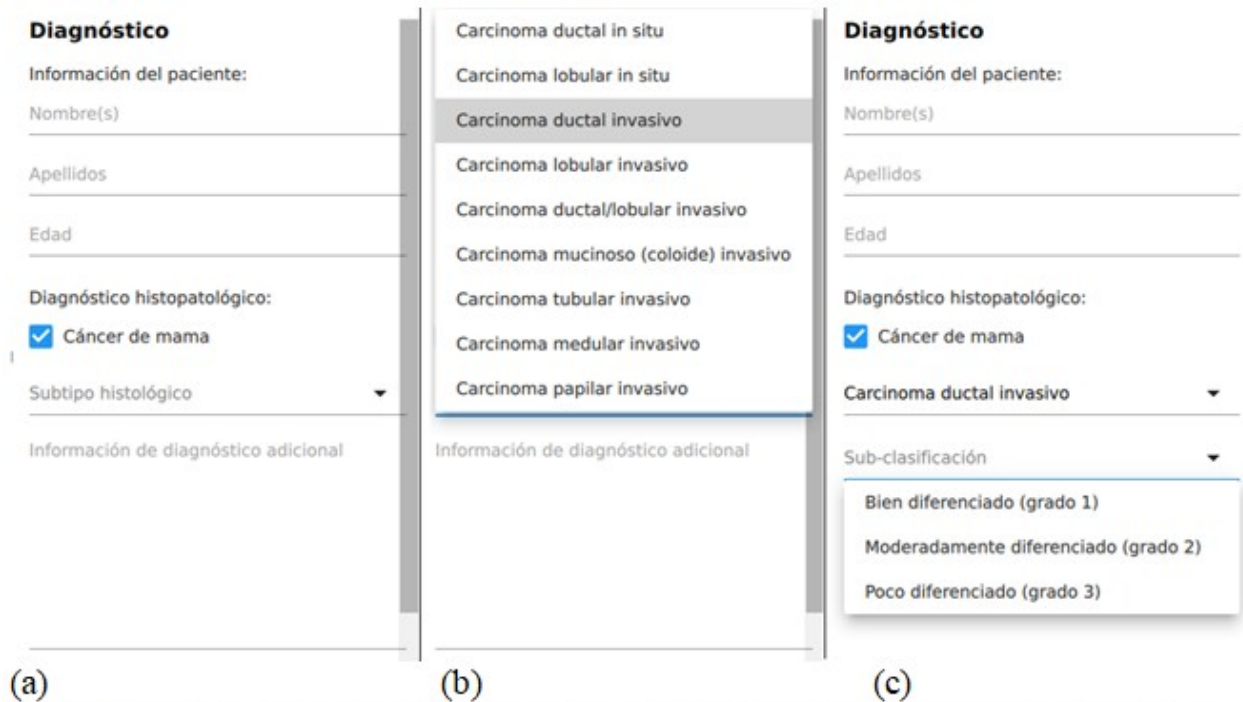 Diagnóstico
Información del paciente:
Nombre(s)
Apellidos
Edad
Diagnóstico histopatológico:
Cáncer de mama
Subtipo histológico
Información de diagnóstico adicional
(a)
Carcinoma ductal in situ
Carcinoma lobular in situ
Carcinoma ductal invasivo
Carcinoma lobular invasivo
Carcinoma ductal/lobular invasivo
Carcinoma mucinoso (coloide) invasivo
Carcinoma tubular invasivo
Carcinoma medular invasivo
Carcinoma papilar invasivo
Información de diagnóstico adicional
(b)
Diagnóstico
Información del paciente:
Nombre(s)
Apellidos
Edad
Diagnóstico histopatológico:
Cáncer de mama
Carcinoma ductal invasivo
Sub-clasificación
Bien diferenciado (grado 1)
Moderadamente diferenciado (grado 2)
Poco diferenciado (grado 3)
(c)